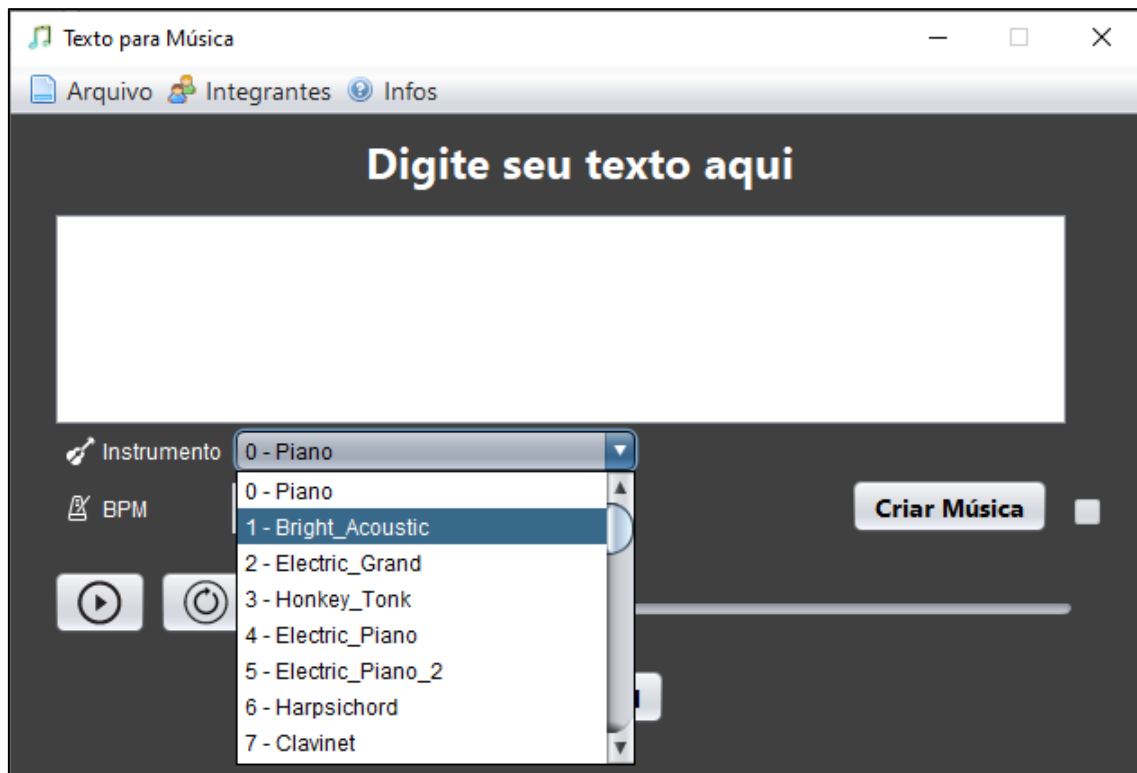 Texto para Música
Arquivo Integrantes Infos
Digite seu texto aqui
Instrumento 0 - Piano
0 - Piano
BPM
1 - Bright_Acoustic
Criar Música
2 - Electric_Grand
3 - Honkey_Tonk
4 - Electric_Piano
5 - Electric_Piano_2
6 - Harpsichord
7 - Clavinet